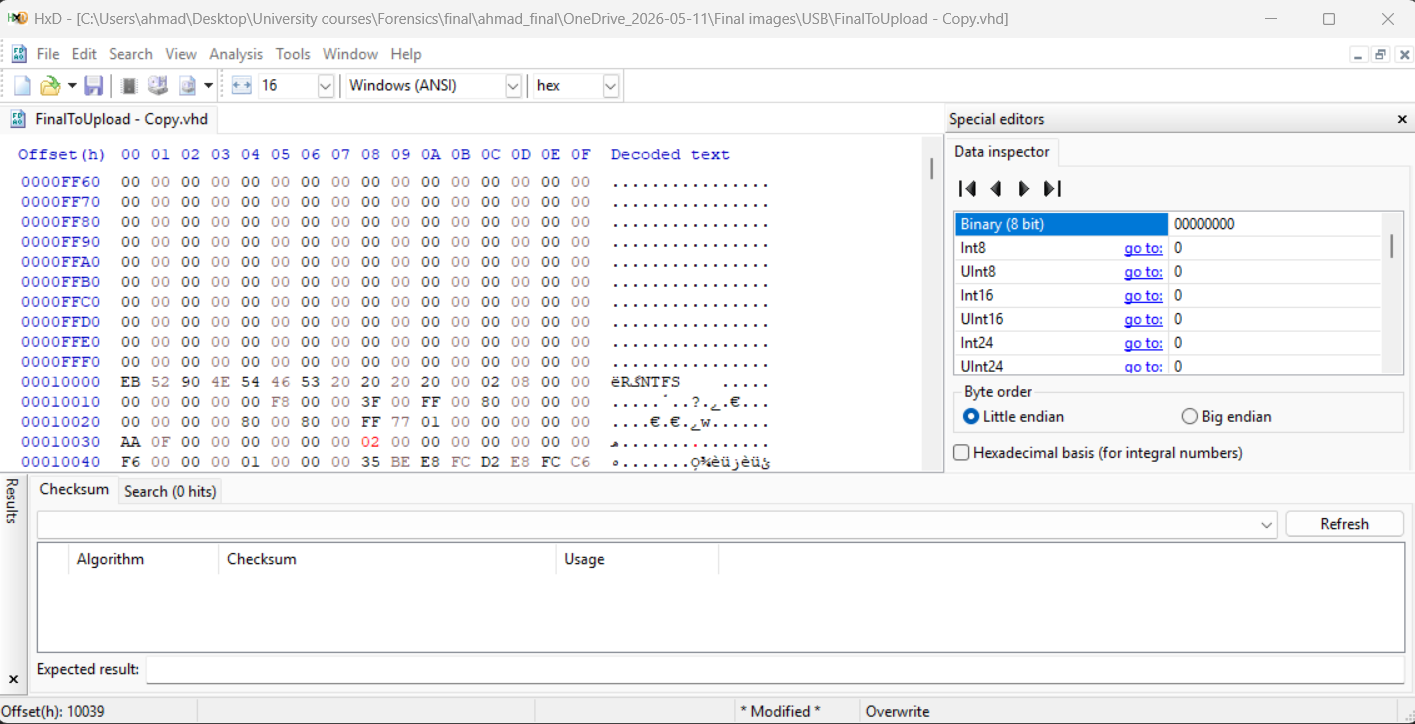 HxD - [C:\Users\ahmad\Desktop\University courses\Forensics\final\ahmad_final\OneDrive_2026-05-11\Final images\USB\FinalToUpload - Copy.vhd]
File Edit Search View Analysis Tools Window Help
16 Windows (ANSI) hex
FinalToUpload - Copy.vhd
Offset(h) 00 01 02 03 04 05 06 07 08 09 0A 0B 0C 0D 0E 0F Decoded text
0000FF60 00 00 00 00 00 00 00 00 00 00 00 00 00 00 00 00 ................
0000FF70 00 00 00 00 00 00 00 00 00 00 00 00 00 00 00 00 ................
0000FF80 00 00 00 00 00 00 00 00 00 00 00 00 00 00 00 00 ................
0000FF90 00 00 00 00 00 00 00 00 00 00 00 00 00 00 00 00 ................
0000FFA0 00 00 00 00 00 00 00 00 00 00 00 00 00 00 00 00 ................
0000FFB0 00 00 00 00 00 00 00 00 00 00 00 00 00 00 00 00 ................
0000FFC0 00 00 00 00 00 00 00 00 00 00 00 00 00 00 00 00 ................
0000FFD0 00 00 00 00 00 00 00 00 00 00 00 00 00 00 00 00 ................
0000FFE0 00 00 00 00 00 00 00 00 00 00 00 00 00 00 00 00 ................
0000FFF0 00 00 00 00 00 00 00 00 00 00 00 00 00 00 00 00 ................
00010000 EB 52 90 4E 54 46 53 20 20 20 20 00 02 08 00 00 ëRگNTFS    .....
00010010 00 00 00 00 00 F8 00 00 3F 00 FF 00 80 00 00 00 .....ّ..?.ے.€...
00010020 00 00 00 00 80 00 80 00 FF 77 01 00 00 00 00 00 ....€.€.ےw......
00010030 AA 0F 00 00 00 00 00 00 02 00 00 00 00 00 00 00 ھ...............
00010040 F6 00 00 00 01 00 00 00 35 BE E8 FC D2 E8 FC C6
Special editors
Data inspector
Binary (8 bit) 00000000
Int8 go to: 0
UInt8 go to: 0
Int16 go to: 0
UInt16 go to: 0
Int24 go to: 0
UInt24 go to: 0
Byte order
Little endian Big endian
Hexadecimal basis (for integral numbers)
Results
Checksum Search (0 hits)
Refresh
Algorithm Checksum Usage
Expected result:
Offset(h): 10039 * Modified * Overwrite